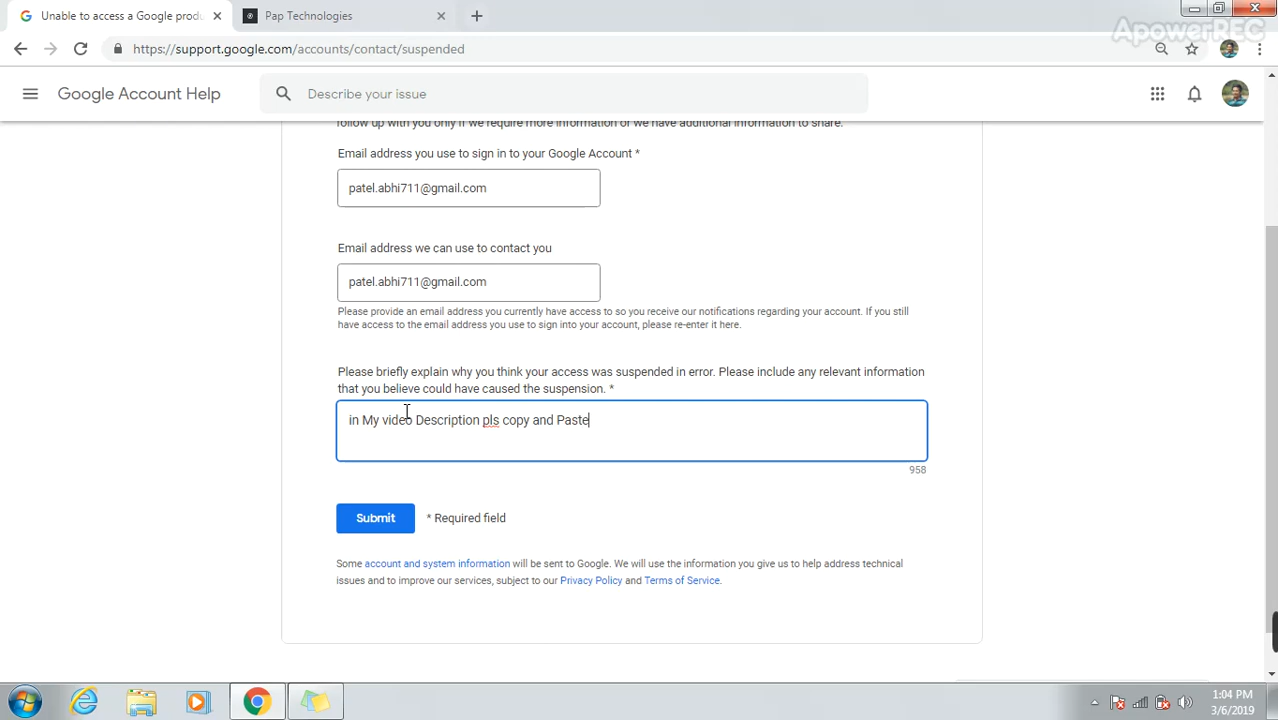 Unable to access a Google produ
Pap Technologies
ApowerREC
https://support.google.com/accounts/contact/suspended
Google Account Help
Describe your issue
follow up with you only if we require more information or we have additional information to share.
Email address you use to sign in to your Google Account *
patel.abhi711@gmail.com
Email address we can use to contact you
patel.abhi711@gmail.com
Please provide an email address you currently have access to so you receive our notifications regarding your account. If you still
have access to the email address you use to sign into your account, please re-enter it here.
Please briefly explain why you think your access was suspended in error. Please include any relevant information
that you believe could have caused the suspension. *
in My video Description pls copy and Paste
958
Submit
* Required field
Some account and system information will be sent to Google. We will use the information you give us to help address technical
issues and to improve our services, subject to our Privacy Policy and Terms of Service.
1:04 PM
3/6/2019